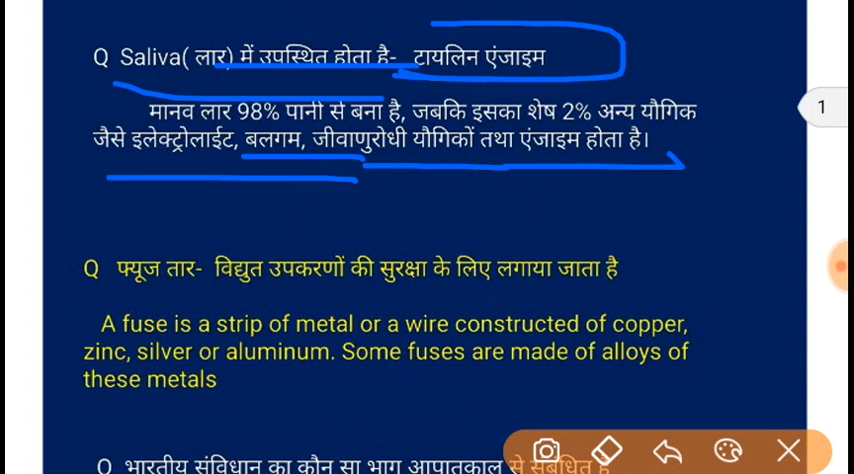 Q Saliva( लार) में उपस्थित होता है- टायलिन एंजाइम
मानव लार 98% पानी से बना है, जबकि इसका शेष 2% अन्य यौगिक
जैसे इलेक्ट्रोलाईट, बलगम, जीवाणुरोधी यौगिकों तथा एंजाइम होता है।
1
Q फ्यूज तार- विद्युत उपकरणों की सुरक्षा के लिए लगाया जाता है
A fuse is a strip of metal or a wire constructed of copper,
zinc, silver or aluminum. Some fuses are made of alloys of
these metals
Q भारतीय संविधान का कौन सा भाग आपातकाल से संबंधित है